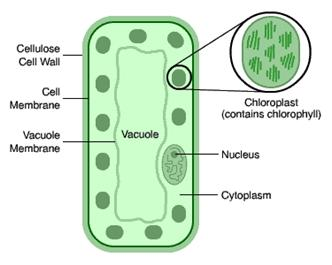 Cellulose
Cell Wall
Cell
Membrane
Vacuole
Membrane
Vacuole
Chloroplast
(contains chlorophyll)
Nucleus
Cytoplasm